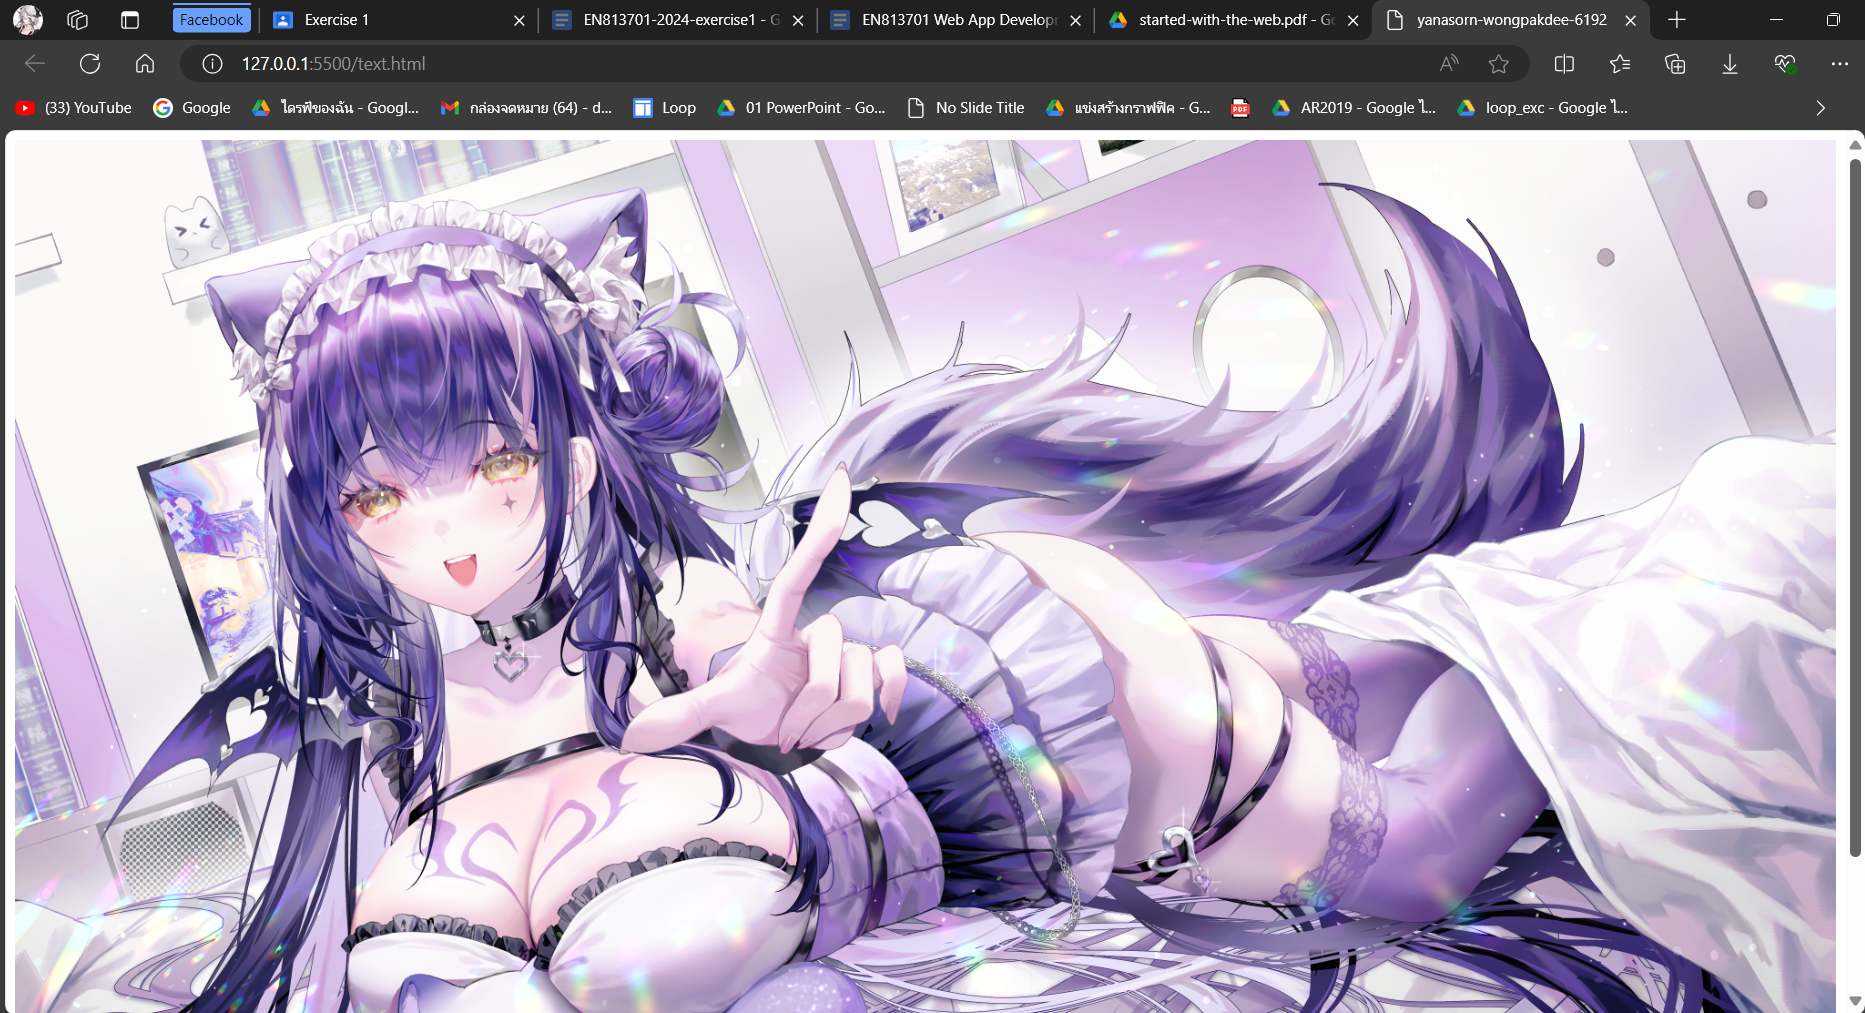 Facebook
Exercise 1
EN813701-2024-exercise1 - G
EN813701 Web App Develop
started-with-the-web.pdf - Go
yanasorn-wongpakdee-6192
127.0.0.1:5500/text.html
(33) YouTube
Google
ไดรฟ์ของฉัน - Googl...
กล่องจดหมาย (64) - d...
Loop
01 PowerPoint - Go...
No Slide Title
แข่งสร้างกราฟฟิค - G...
PDF
AR2019 - Google ไ...
loop_exc - Google ไ...